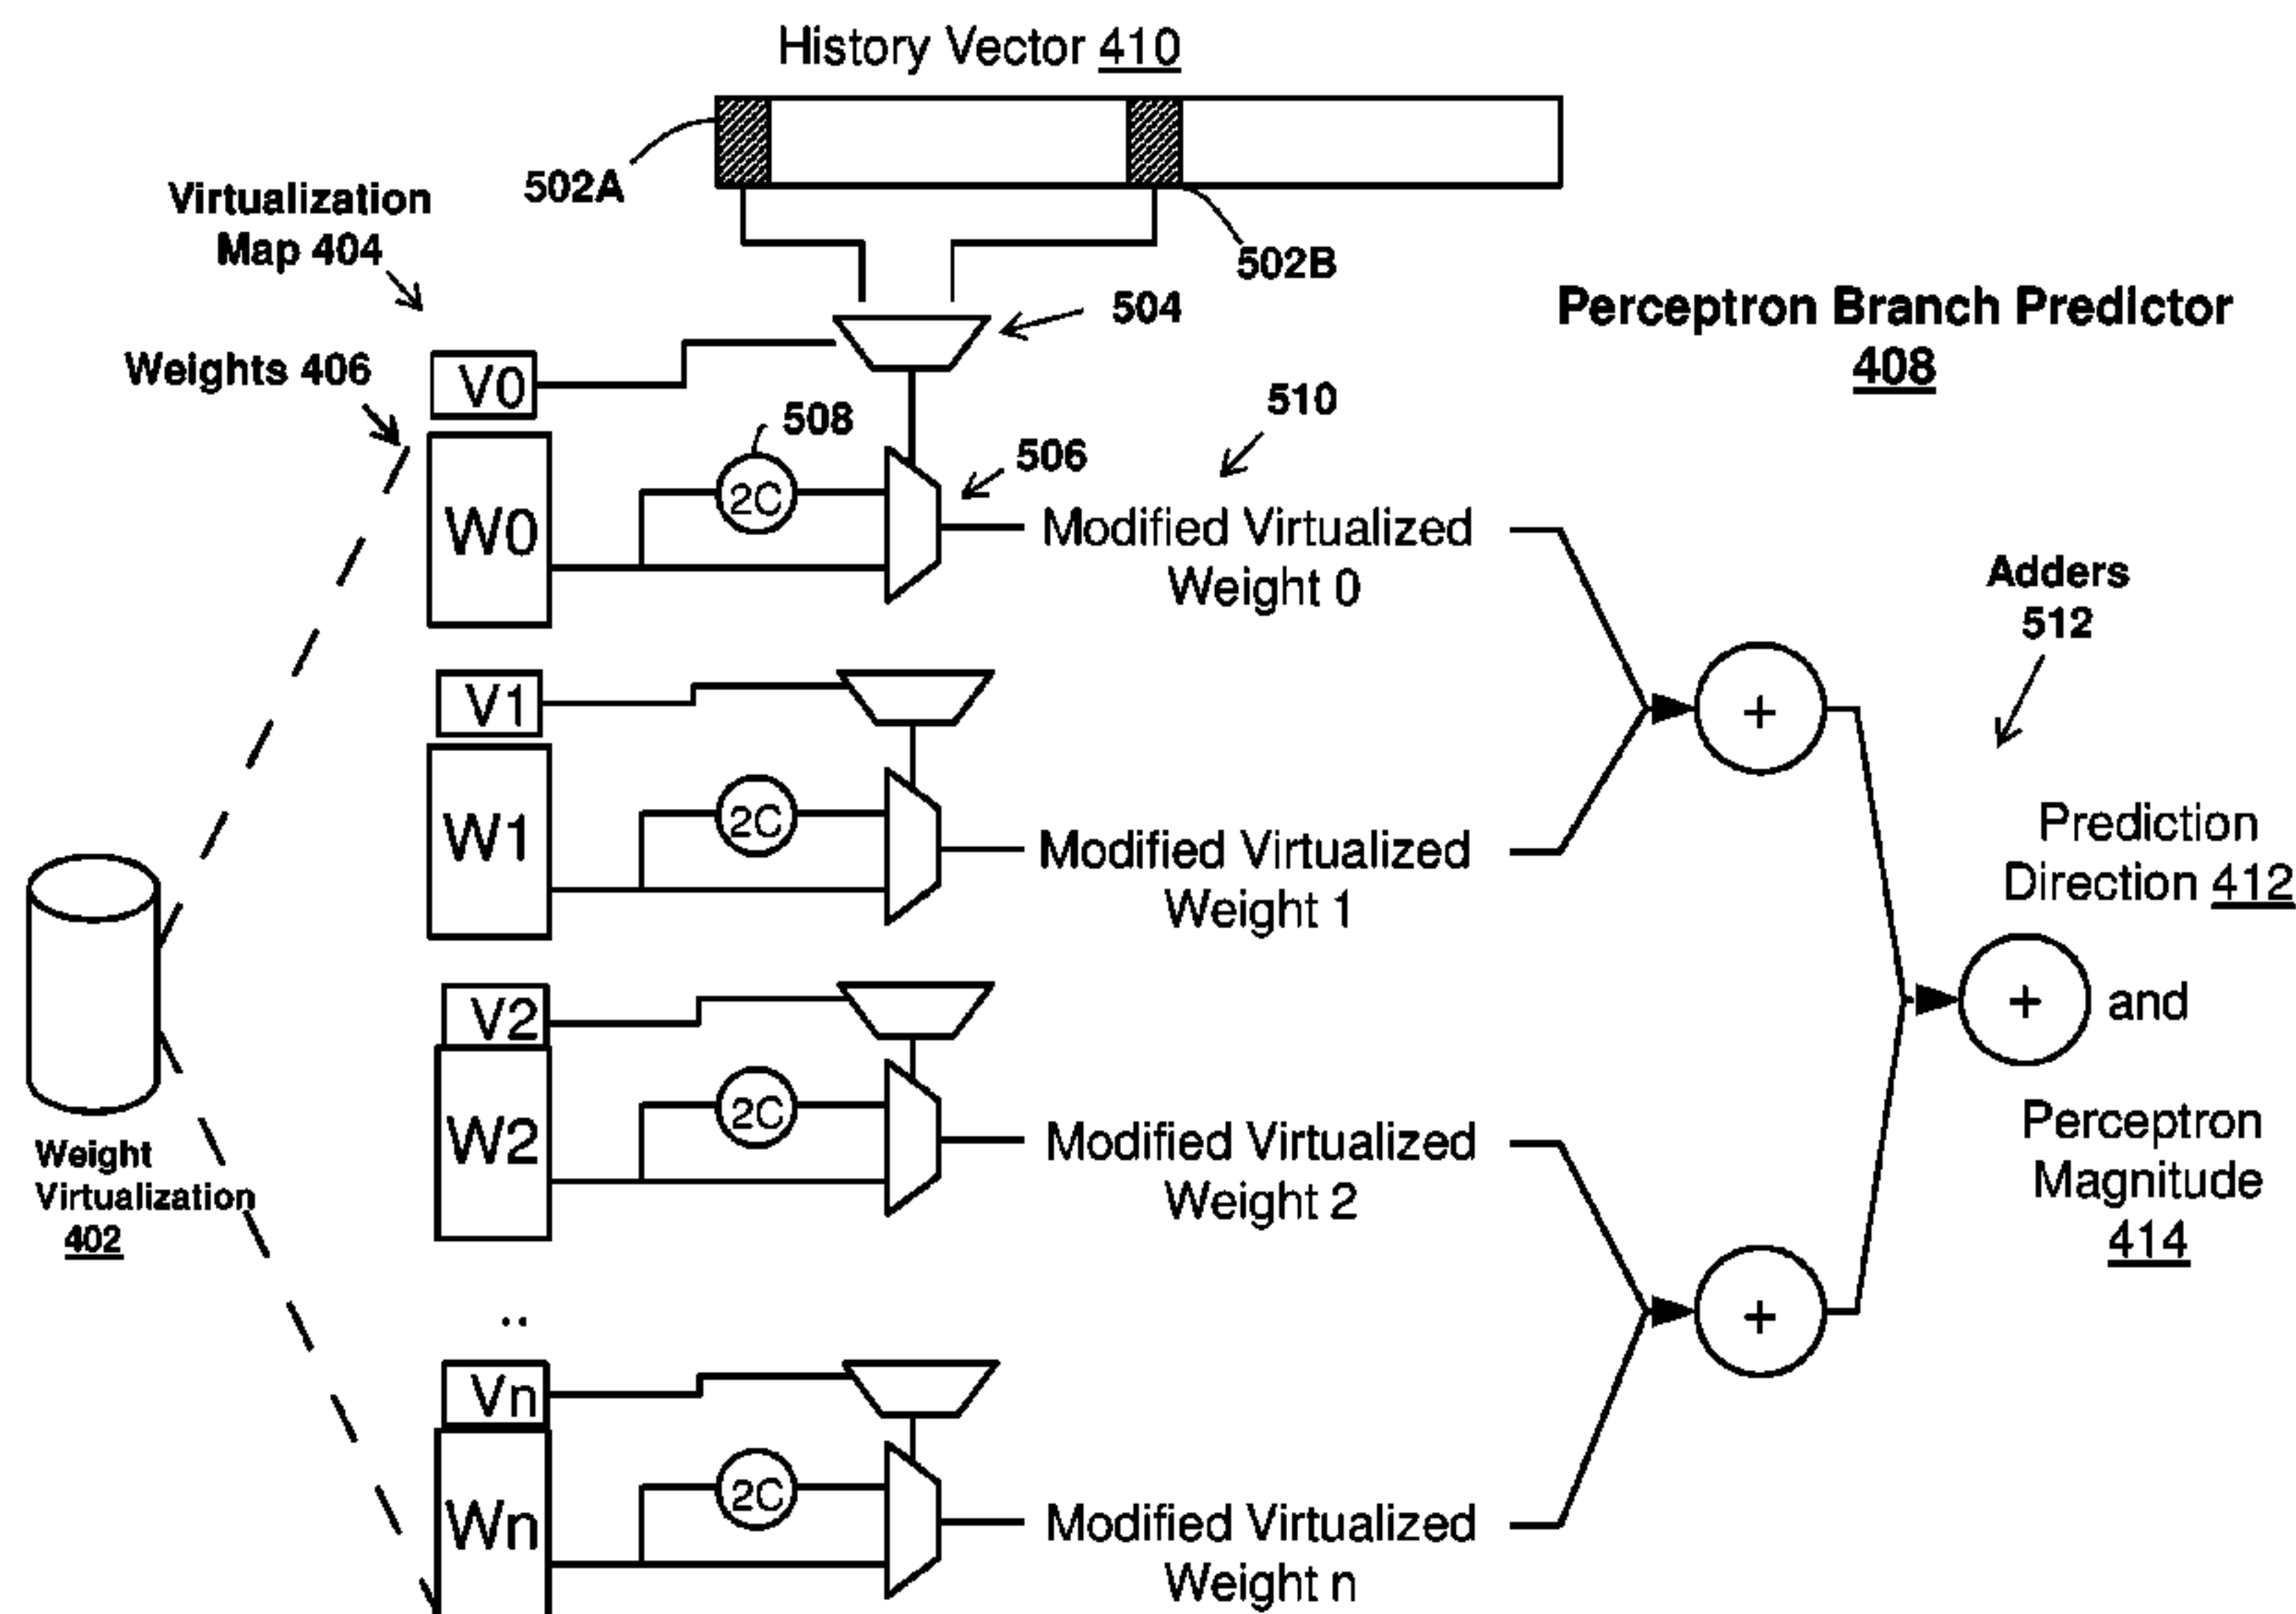 History Vector 410
502A
Virtualization
Map 404
502B
504
Perceptron Branch Predictor
408
Weights 406
V0
508
510
506
W0
2C
Modified Virtualized
Weight 0
Adders
512
V1
+
W1
2C
Modified Virtualized
Weight 1
Prediction
Direction 412
V2
+ and
W2
2C
Modified Virtualized
Weight 2
Perceptron
Magnitude
414
Weight
Virtualization
402
+
..
Vn
Wn
2C
Modified Virtualized
Weight n